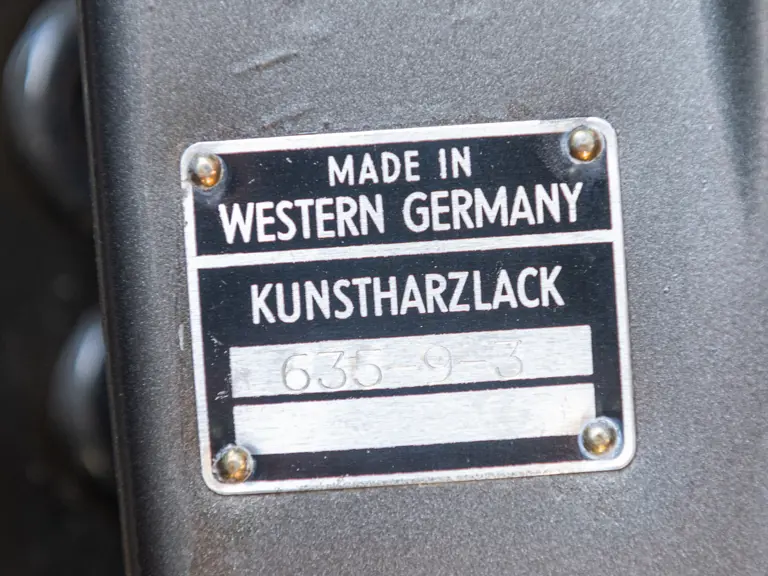 MADE IN
WESTERN GERMANY
KUNSTHARZLACK
635-9-3